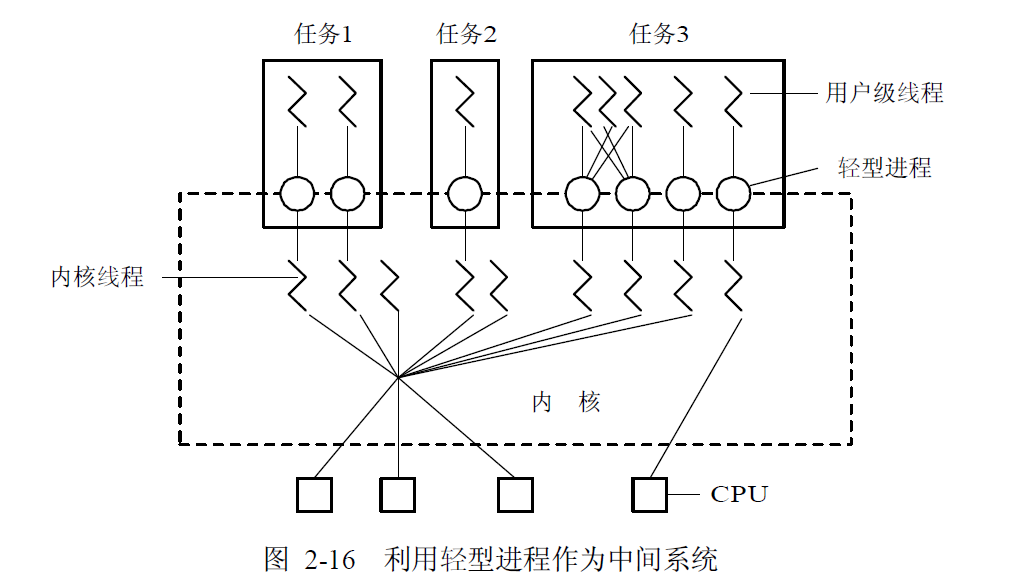 任务1
任务2
任务3
用户级线程
轻型进程
内核线程
内 核
CPU
图 2-16 利用轻型进程作为中间系统